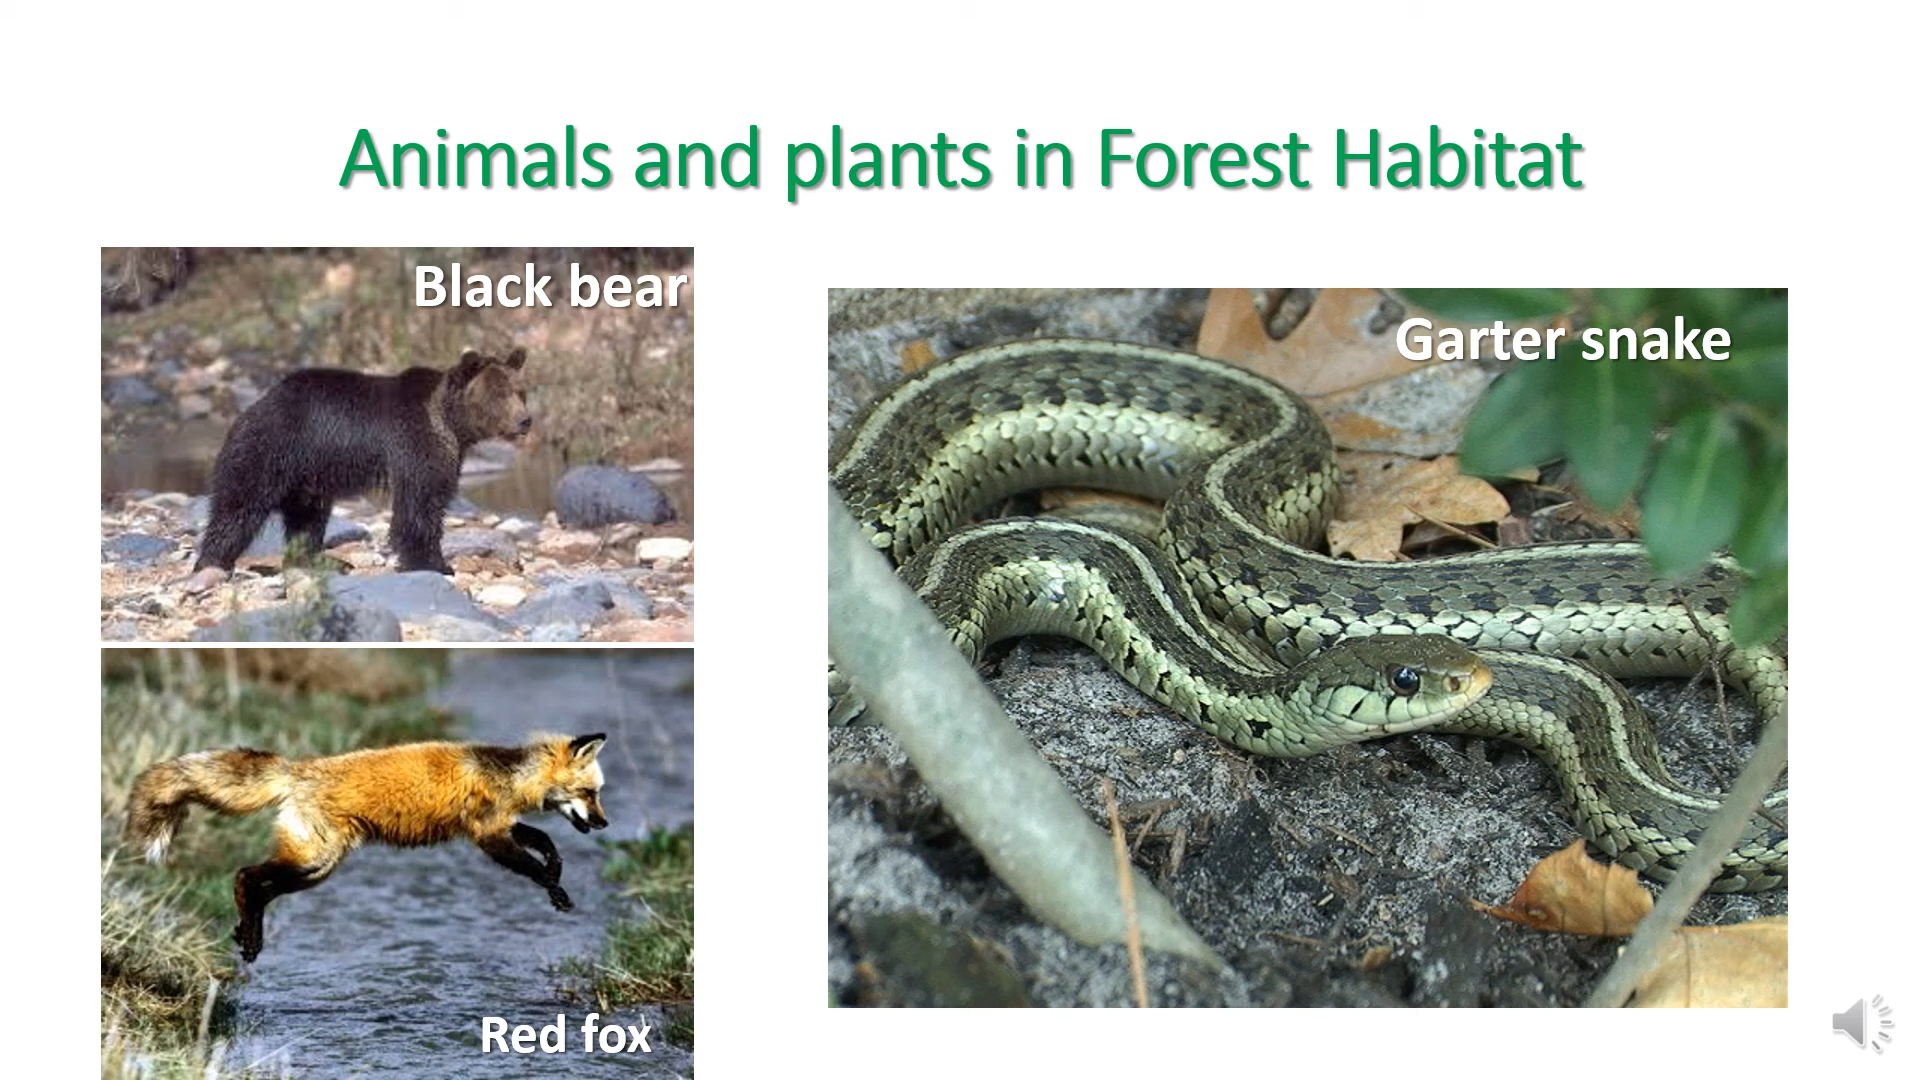 Animals and plants in Forest Habitat
Black bear
Garter snake
Red fox